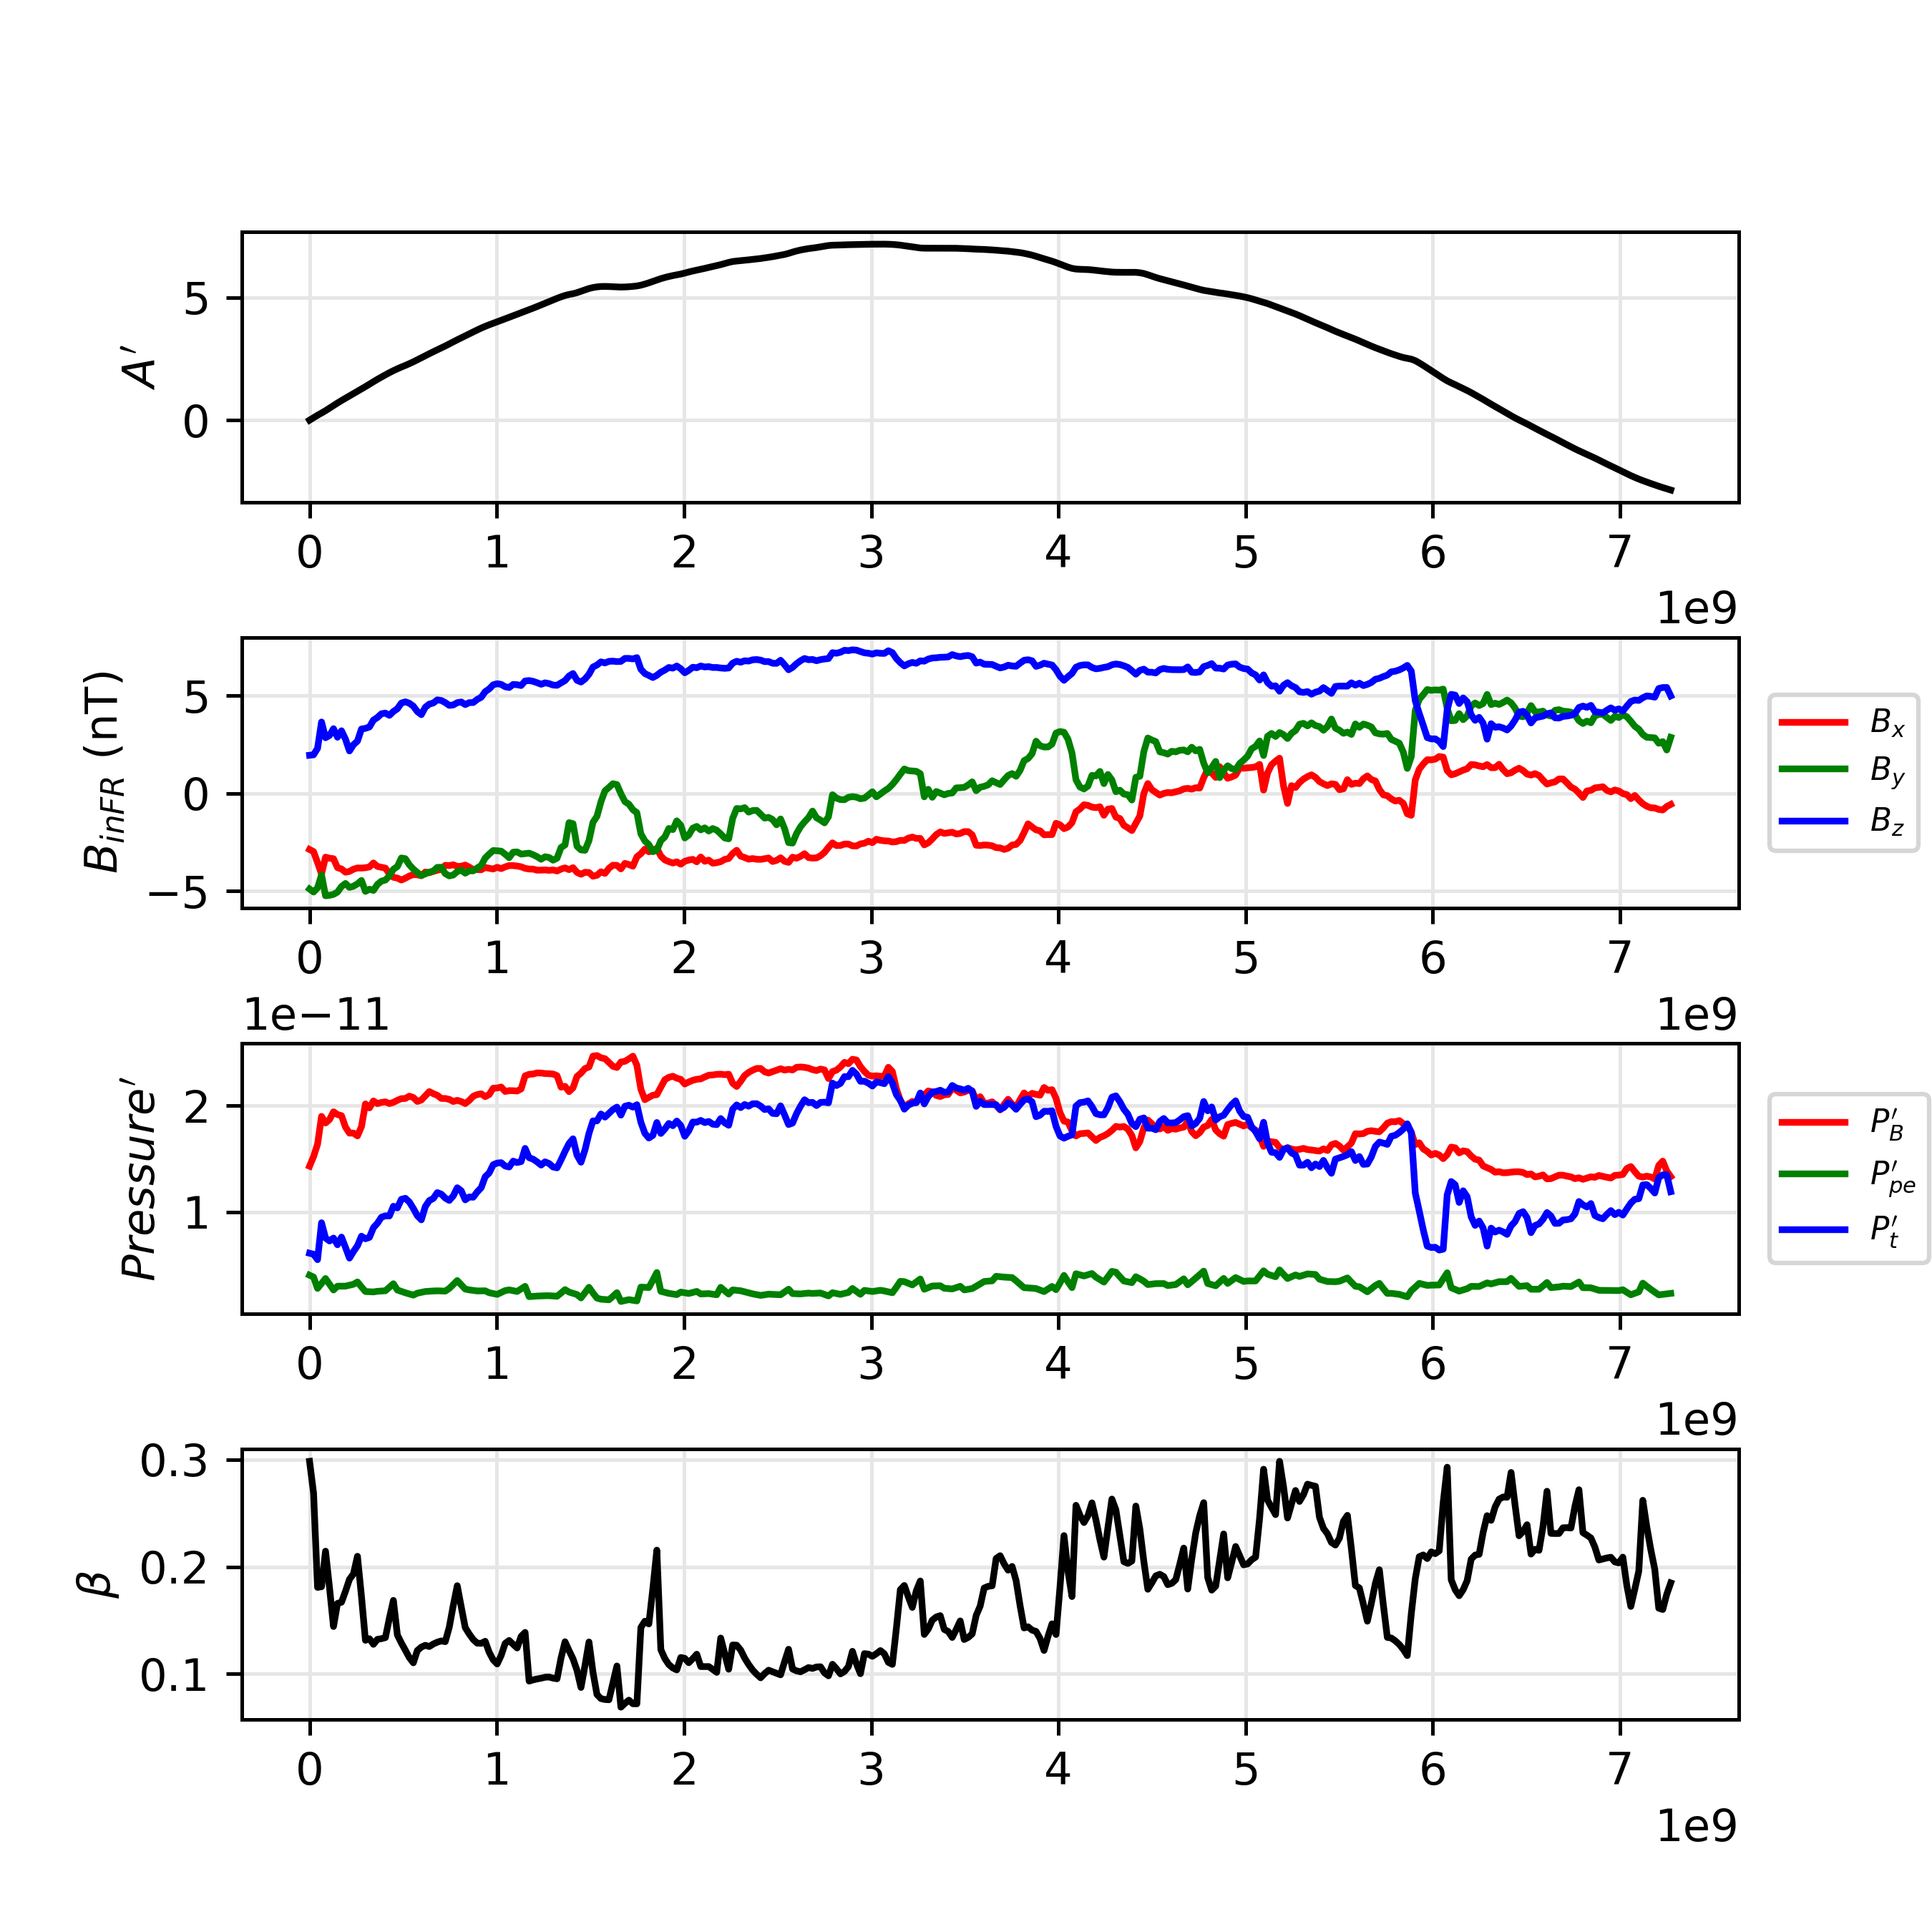 5
0
A′
0 1 2 3 4 5 6 7
1e9
5
0
−5
B_{inFR} (nT)
0 1 2 3 4 5 6 7
1e9
B_x
B_y
B_z
1e−11
2
1
Pressure′
0 1 2 3 4 5 6 7
1e9
P′_B
P′_{pe}
P′_t
0.3
0.2
0.1
β
0 1 2 3 4 5 6 7
1e9